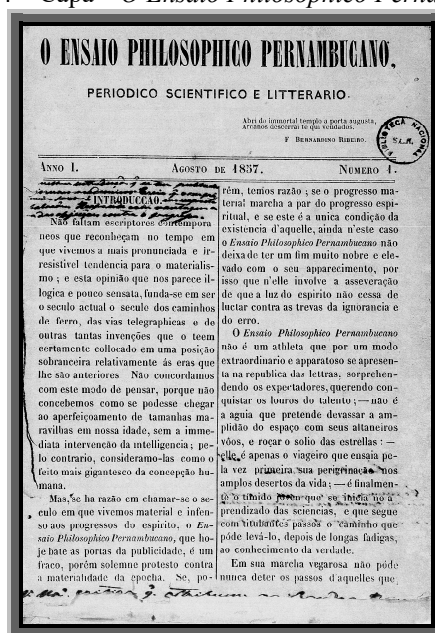 Capa O Ensaio Philosophico
O ENSAIO PHILOSOPHICO PERNAMBUCANO,
PERIODICO SCIENTIFICO E LITTERARIO.
Abri do immortal templo a porta augusta,
Arcanos descerrai te qui vendados.
F BERNARDINO RIBEIRO.
BIBLIOTECA NACIONAL
ANNO 1. AGOSTO DE 1857. NUMERO 1.
INTRODUCCÃO.
Não faltam escriptores contempora
neos que reconheçam no tempo em
que vivemos a mais pronunciada e ir-
resistivel tendencia para o materialis-
mo ; e esta opinião que nos parece il-
logica e pouco sensata, funda-se em ser
o seculo actual o seculo dos caminhos
de ferro, das vias telegraphicas e de
outras tantas invenções que o teem
certamente collocado em uma posição
sobranceira relativamente ás eras que
lhe são anteriores Não concordamos
com este modo de pensar, porque não
concebemos como se podesse chegar
ao aperfeiçoamento de tamanhas ma-
ravilhas em nossa idade, sem a imme-
diata intervenção da intelligencia; pe-
lo contrario, consideramo-las como o
feito mais gigantesco da concepção hu-
mana.
Mas, se ha razão em chamar-se o se-
culo em que vivemos material e infen-
so aos progressos do espirito, o En-
saio Philosophico Pernambucano, que ho-
je bate as portas da publicidade, é um
fraco, porém solemne protesto contra
a materialidade da epocha. Se, po-
rém, temos razão ; se o progresso ma-
terial marcha a par do progresso espi-
ritual, e se este é a unica condição da
existencia d'aquelle, ainda n'este caso
o Ensaio Philosophico Pernambucano não
deixa de ter um fim muito nobre e ele-
vado com o seu apparecimento, por
isso que n'elle involve a asseveração
de que a luz do espirito não cessa de
luctar contra as trevas da ignorancia e
do erro.
O Ensaio Philosophico Pernambucano
não é um athleta que por um modo
extraordinario e apparatoso se apresen-
ta na republica das letras, sorprehen-
dendo os expectadores, querendo con-
quistar os louros do talento ; — não é
a aguia que pretende devassar a am-
plidão do espaço com seus altaneiros
vôos, e roçar o solio das estrellas : —
elle é apenas o viageiro que ensaia pe-
la vez primeira sua perigrinação nos
amplos desertos da vida ; — é finalmen-
te o timido que se inicia no a
prendizado das sciencias, e que segue
com titubantes passos o caminho que
póde levá-lo, depois de longas fadigas,
ao conhecimento da verdade.
Em sua marcha vegarosa não póde
nunca deter os passos d'aquelles que